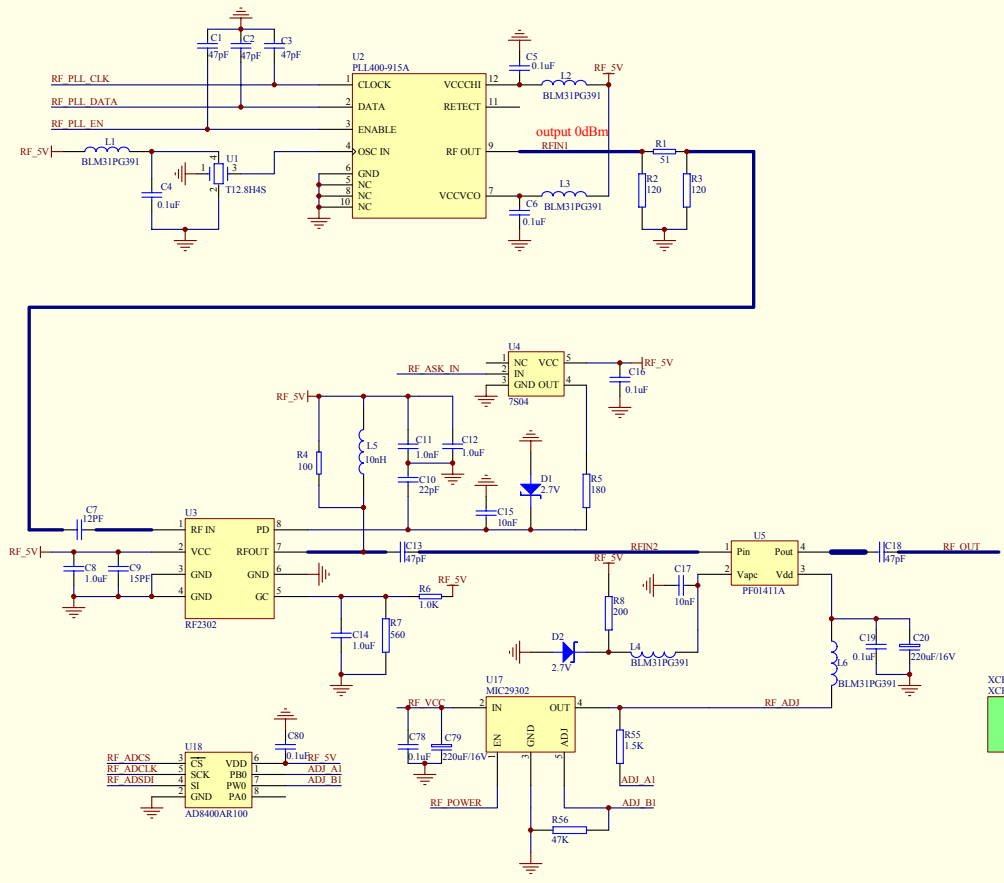 C1
47pF
C2
47pF
C3
47pF
U2
PLL400-915A
C5
0.1uF
L2
BLM31PG391
RF_5V
RF_PLL_CLK
RF_PLL_DATA
RF_PLL_EN
1 CLOCK
2 DATA
3 ENABLE
4 OSC IN
6 GND
5 NC
8 NC
10 NC
VCCCHI 12
RETECT 11
RF OUT 9
VCCVCO 7
output 0dBm
RFIN1
R1
51
R2
120
R3
120
RF_5V
L1
BLM31PG391
C4
0.1uF
U1
T12.8H4S
1
2
3
4
L3
BLM31PG391
C6
0.1uF
U4
1 NC VCC 5
2 IN
3 GND OUT 4
7S04
RF_ASK_IN
RF_5V
C16
0.1uF
RF_5V
R4
100
L5
10nH
C11
1.0nF
C12
1.0uF
C10
22pF
C15
10nF
D1
2.7V
R5
180
C7
12PF
U3
1 RF IN PD 8
2 VCC RFOUT 7
3 GND GND 6
4 GND GC 5
RF2302
RF_5V
C8
1.0uF
C9
15PF
C13
47pF
RFIN2
U5
1 Pin Pout 4
2 Vapc Vdd 3
PF01411A
C18
47pF
RF_OUT
R6
1.0K
RF_5V
C14
1.0uF
R7
560
RF_5V
R8
200
C17
10nF
D2
2.7V
L4
BLM31PG391
C19
0.1uF
C20
220uF/16V
L6
BLM31PG391
U17
MIC29302
2 IN OUT 4
EN
GND
ADJ
1
3
5
RF_VCC
C78
0.1uF
C79
220uF/16V
RF_ADJ
R55
1.5K
ADJ_A1
RF_POWER
ADJ_B1
R56
47K
C80
0.1uF
RF_5V
U18
RF_ADCS
RF_ADCLK
RF_ADSDI
3 CS VDD 6
5 SCK PB0 1
4 SI PW0 7
2 GND PA0 8
ADJ_A1
ADJ_B1
AD8400AR100